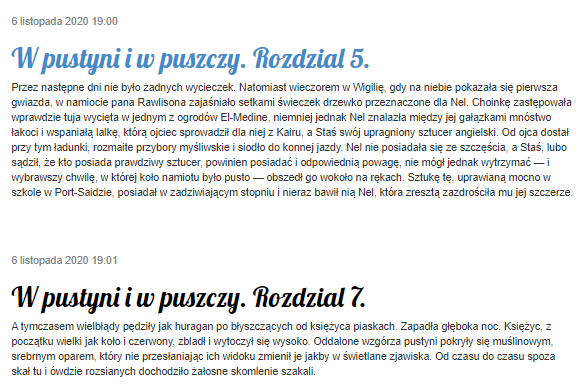 6 listopada 2020 19:00
W pustyni i w puszczy. Rozdzial 5.
Przez następne dni nie było żadnych wycieczek. Natomiast wieczorem w Wigilię, gdy na niebie pokazała się pierwsza
gwiazda, w namiocie pana Rawlisona zajaśniało setkami świeczek drzewko przeznaczone dla Nel. Choinkę zastępowała
wprawdzie tuja wycięta w jednym z ogrodów El-Medine, niemniej jednak Nel znalazła między jej gałązkami mnóstwo
łakoci i wspaniałą lalkę, którą ojciec sprowadził dla niej z Kairu, a Staś swój upragniony sztucer angielski. Od ojca dostał
przy tym ładunki, rozmaite przybory myśliwskie i siodło do konnej jazdy. Nel nie posiadała się ze szczęścia, a Staś, lubo
sądził, że kto posiada prawdziwy sztucer, powinien posiadać i odpowiednią powagę, nie mógł jednak wytrzymać — i
wybrawszy chwilę, w której koło namiotu było pusto — obszedł go wokoło na rękach. Sztukę tę, uprawianą mocno w
szkole w Port-Saidzie, posiadał w zadziwiającym stopniu i nieraz bawił nią Nel, która zresztą zazdrościła mu jej szczerze.
6 listopada 2020 19:01
W pustyni i w puszczy. Rozdzial 7.
A tymczasem wielbłądy pędziły jak huragan po błyszczących od księżyca piaskach. Zapadła głęboka noc. Księżyc, z
początku wielki jak koło i czerwony, zbladł i wytoczył się wysoko. Oddalone wzgórza pustyni pokryły się muślinowym,
srebrnym oparem, który nie przesłaniając ich widoku zmienił je jakby w świetlane zjawiska. Od czasu do czasu spoza
skał tu i ówdzie rozsianych dochodziło żałosne skomlenie szakali.